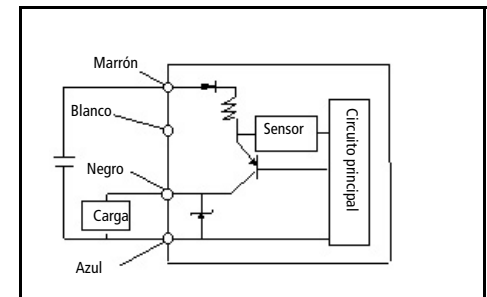 Marrón
Blanco
Sensor
Circuito principal
Negro
Carga
Azul